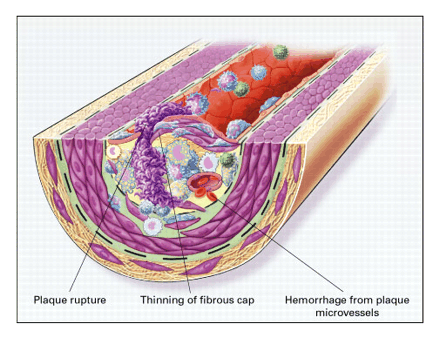 Plaque rupture
Thinning of fibrous cap
Hemorrhage from plaque
microvessels